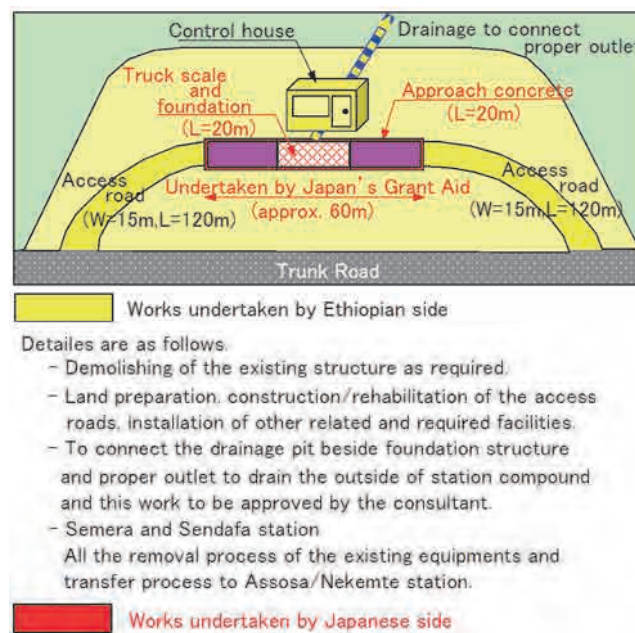 Control house
Drainage to connect
proper outlet
Truck scale
and
foundation
(L=20m)
Approach concrete
(L=20m)
Access
road
(W=15m,L=120m)
Undertaken by Japan's Grant Aid
(approx. 60m)
Access
road
(W=15m,L=120m)
Trunk Road
Works undertaken by Ethiopian side
Detailes are as follows.
- Demolishing of the existing structure as required.
- Land preparation, construction/rehabilitation of the access
roads, installation of other related and required facilities.
- To connect the drainage pit beside foundation structure
and proper outlet to drain the outside of station compound
and this work to be approved by the consultant.
- Semera and Sendafa station
All the removal process of the existing equipments and
transfer process to Assosa/Nekemte station.
Works undertaken by Japanese side